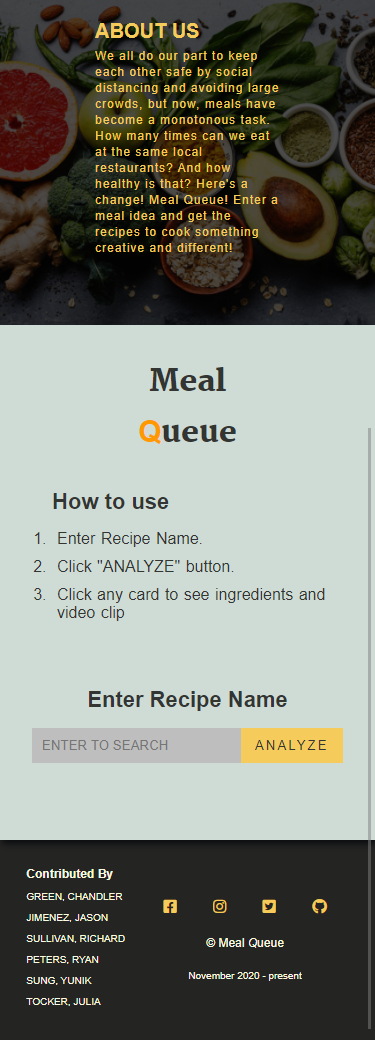 ABOUT US
We all do our part to keep
each other safe by social
distancing and avoiding large
crowds, but now, meals have
become a monotonous task.
How many times can we eat
at the same local
restaurants? And how
healthy is that? Here's a
change! Meal Queue! Enter a
meal idea and get the
recipes to cook something
creative and different!
Meal
Queue
How to use
1. Enter Recipe Name.
2. Click "ANALYZE" button.
3. Click any card to see ingredients and
video clip
Enter Recipe Name
ENTER TO SEARCH ANALYZE
Contributed By
GREEN, CHANDLER
JIMENEZ, JASON
SULLIVAN, RICHARD
PETERS, RYAN
SUNG, YUNIK
TOCKER, JULIA
© Meal Queue
November 2020 - present